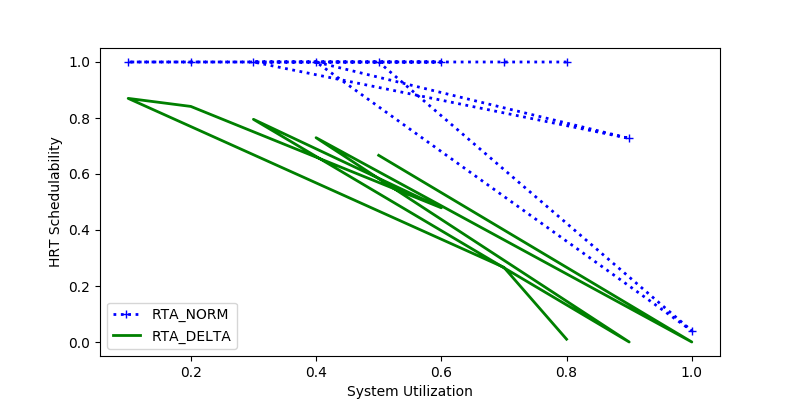 1.0
0.8
0.6
0.4
0.2
0.0
HRT Schedulability
RTA_NORM
RTA_DELTA
0.2 0.4 0.6 0.8 1.0
System Utilization